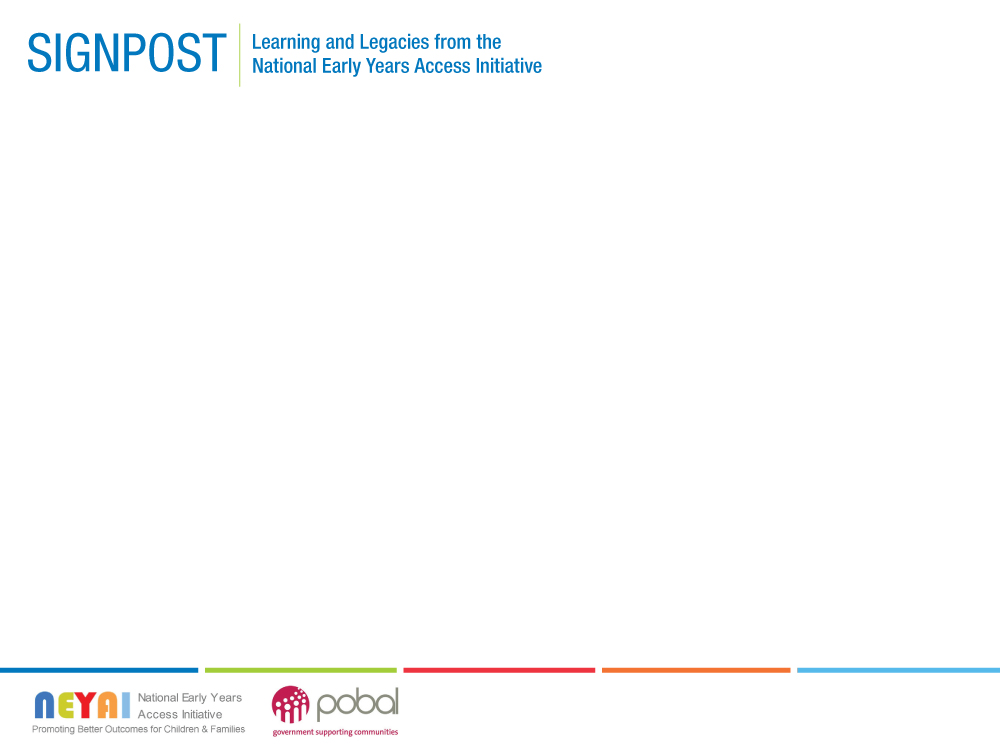 SIGNPOST
Learning and Legacies from the
National Early Years Access Initiative
NEYAI
National Early Years
Access Initiative
Promoting Better Outcomes for Children & Families
pobal
government supporting communities